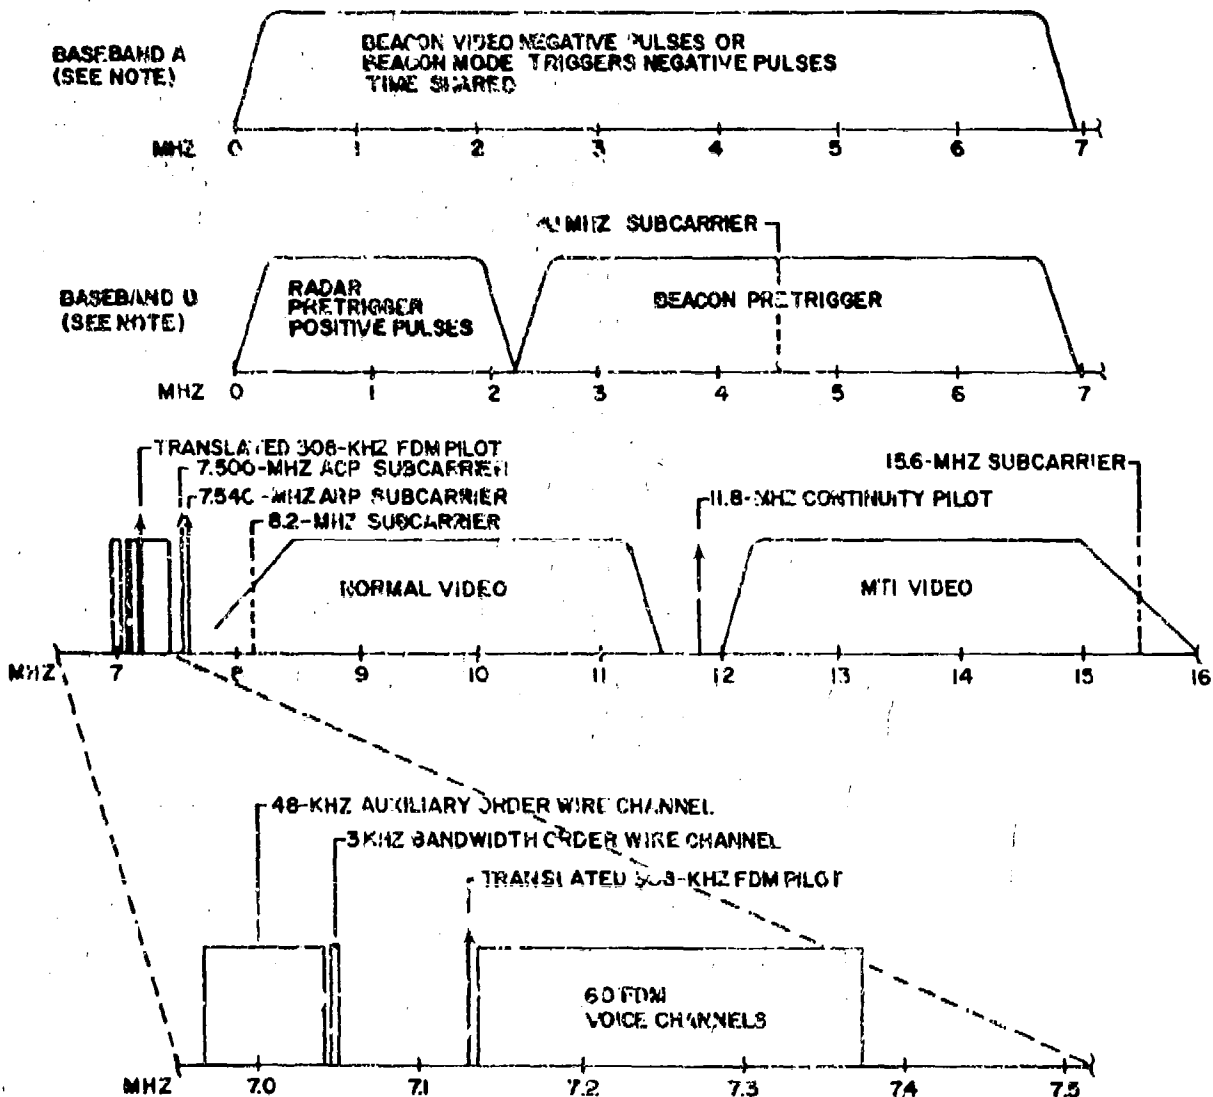 BASEBAND A
(SEE NOTE)
BEACON VIDEO NEGATIVE PULSES OR
BEACON MODE TRIGGERS NEGATIVE PULSES
TIME SHARED
MHZ 0 1 2 3 4 5 6 7
MHZ SUBCARRIER
BASEBAND
(SEE NOTE)
RADAR
PRETRIGGER
POSITIVE PULSES
BEACON PRETRIGGER
MHZ 0 1 2 3 4 5 6 7
TRANSLATED 308-KHZ FDM PILOT
7.500-MHZ ACP SUBCARRIER
7.540-MHZ ARP SUBCARRIER
8.2-MHZ SUBCARRIER
15.6-MHZ SUBCARRIER
11.8-MHZ CONTINUITY PILOT
NORMAL VIDEO
MTI VIDEO
MHZ 7 8 9 10 11 12 13 14 15 16
48-KHZ AUXILIARY ORDER WIRE CHANNEL
3 KHZ BANDWIDTH ORDER WIRE CHANNEL
TRANSLATED 308-KHZ FDM PILOT
60 FDM
VOICE CHANNELS
MHZ 7.0 7.1 7.2 7.3 7.4 7.5